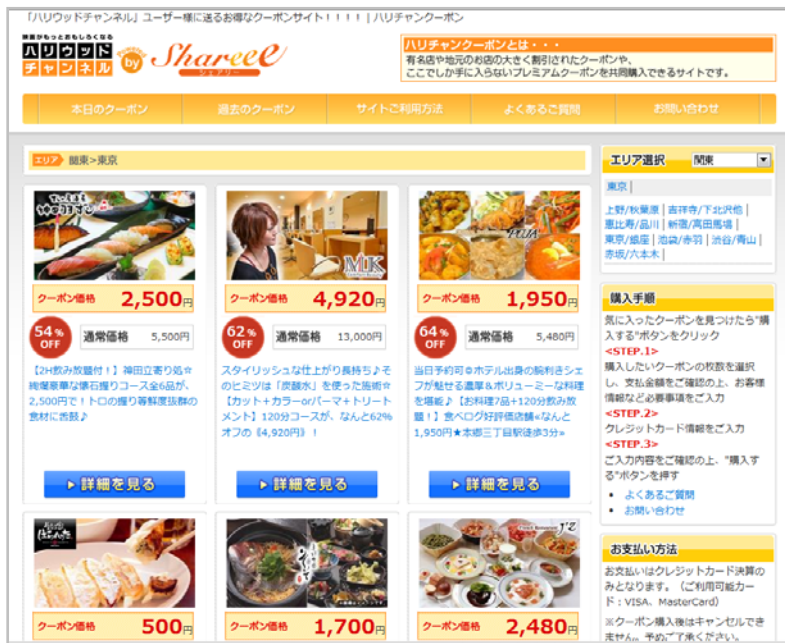 「ハリウッドチャンネル」ユーザー様に送るお得なクーポンサイト！！！！ | ハリチャンクーポン
映画がもっとおもしろくなる
ハリウッド
チャンネル
Powered by
Shareee
シェアリー
ハリチャンクーポンとは・・・
有名店や地元のお店の大きく割引されたクーポンや、
ここでしか手に入らないプレミアムクーポンを共同購入できるサイトです。
本日のクーポン
過去のクーポン
サイトご利用方法
よくあるご質問
お問い合わせ
エリア 関東>東京
クーポン価格 2,500円
54%OFF
通常価格 5,500円
【2H飲み放題付！】神田立寄り処☆
絢爛豪華な懐石握りコース全6品が、
2,500円で！トロの握り等鮮度抜群の
食材に舌鼓♪
詳細を見る
MJK
クーポン価格 4,920円
62%OFF
通常価格 13,000円
スタイリッシュな仕上がり長持ち♪そ
のヒミツは「炭酸水」を使った施術☆
【カット+カラーorパーマ+トリート
メント】120分コースが、なんと62%
オフの《4,920円》！
詳細を見る
POOJA
クーポン価格 1,950円
64%OFF
通常価格 5,480円
当日予約可✿ホテル出身の腕利きシェ
フが魅せる濃厚＆ボリューミーな料理
を堪能♪【お料理7品+120分飲み放
題！】食べログ好評価店舗«なんと
1,950円★本郷三丁目駅徒歩3分»
詳細を見る
クーポン価格 500円
クーポン価格 1,700円
クーポン価格 2,480円
エリア選択 関東
東京
上野/秋葉原 | 吉祥寺/下北沢他 |
恵比寿/品川 | 新宿/高田馬場 |
東京/銀座 | 池袋/赤羽 | 渋谷/青山 |
赤坂/六本木 |
購入手順
気に入ったクーポンを見つけたら"購
入する"ボタンをクリック
<STEP.1>
購入したいクーポンの枚数を選択
し、支払金額をご確認の上、お客様
情報など必要事項をご入力
<STEP.2>
クレジットカード情報をご入力
<STEP.3>
ご入力内容をご確認の上、"購入す
る"ボタンを押す
よくあるご質問
お問い合わせ
お支払い方法
お支払いはクレジットカード決算の
みとなります。（ご利用可能カー
ド：VISA、MasterCard）
※クーポン購入後はキャンセルでき
ません。予めご了承ください。